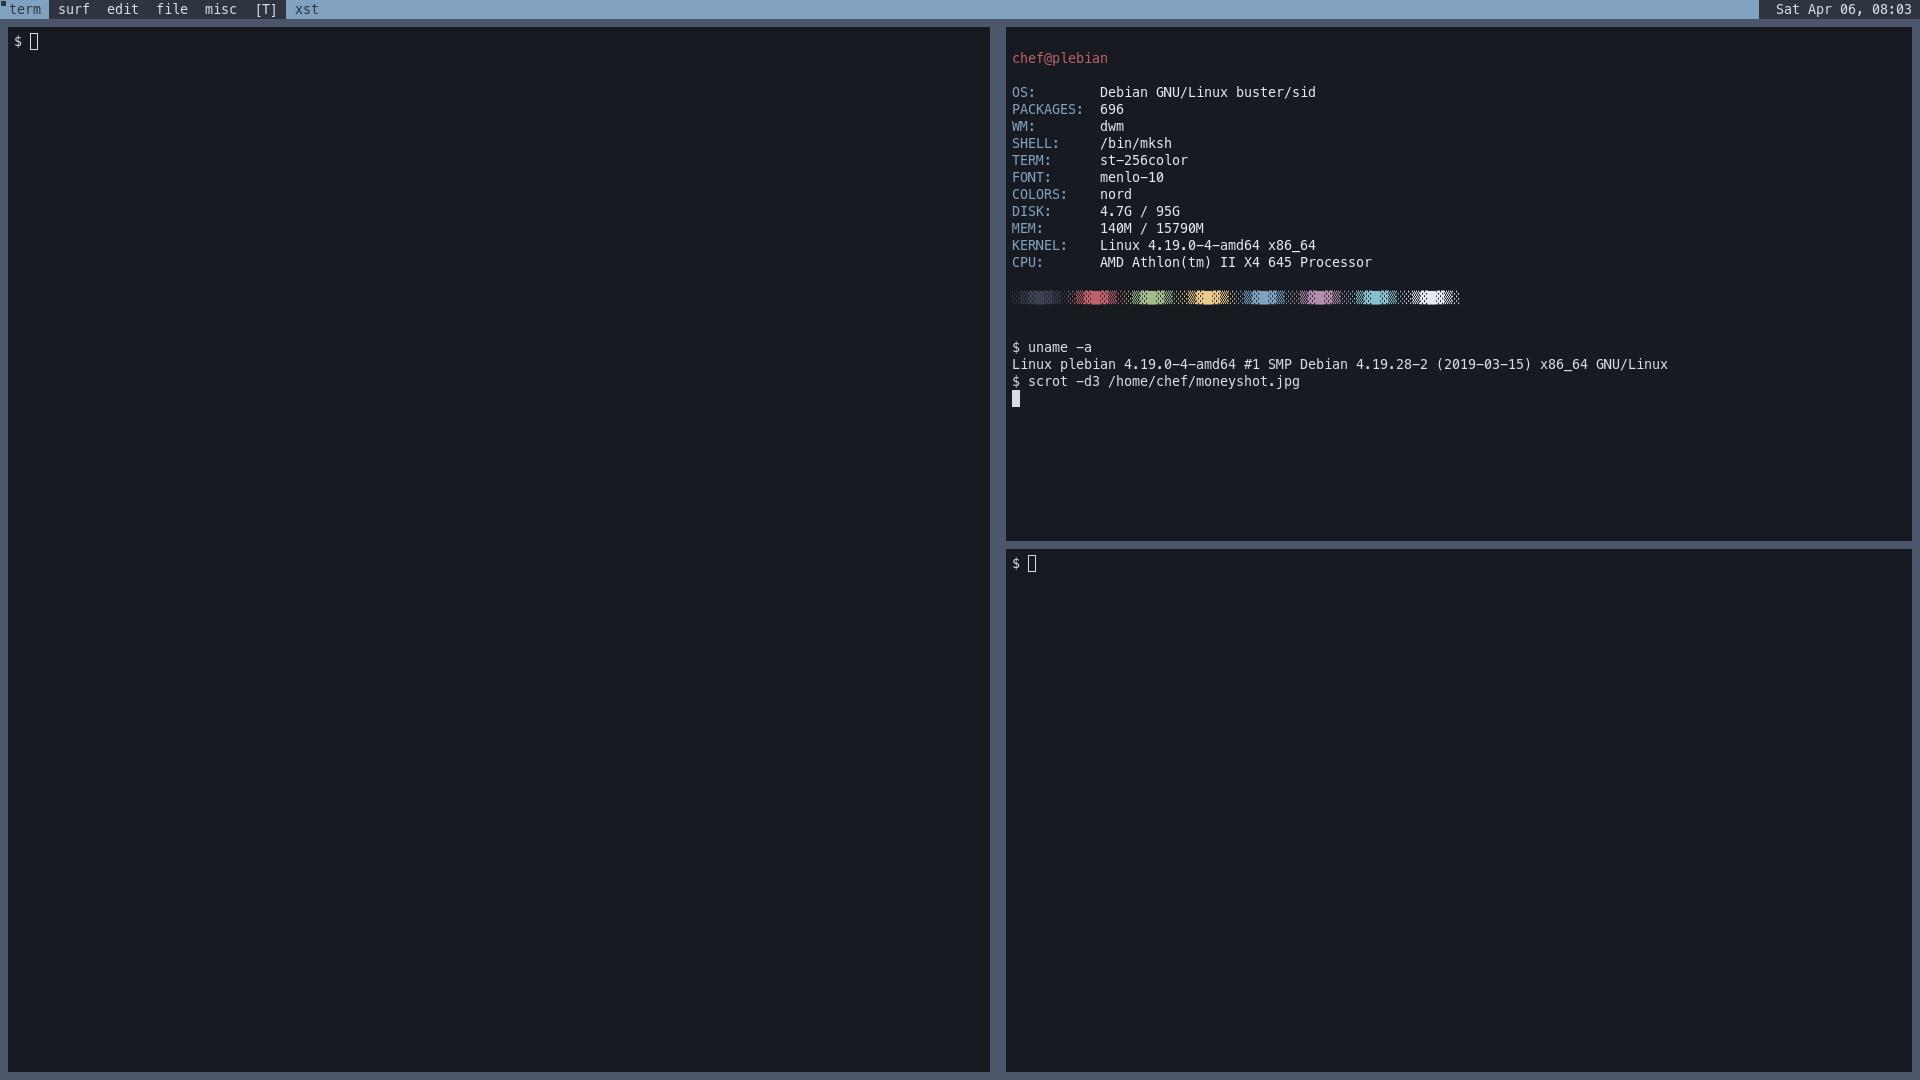 term surf edit file misc [T] xst Sat Apr 06, 08:03
$
chef@plebian
OS: Debian GNU/Linux buster/sid
PACKAGES: 696
WM: dwm
SHELL: /bin/mksh
TERM: st-256color
FONT: menlo-10
COLORS: nord
DISK: 4.7G / 95G
MEM: 140M / 15790M
KERNEL: Linux 4.19.0-4-amd64 x86_64
CPU: AMD Athlon(tm) II X4 645 Processor
$ uname -a
Linux plebian 4.19.0-4-amd64 #1 SMP Debian 4.19.28-2 (2019-03-15) x86_64 GNU/Linux
$ scrot -d3 /home/chef/moneyshot.jpg
$